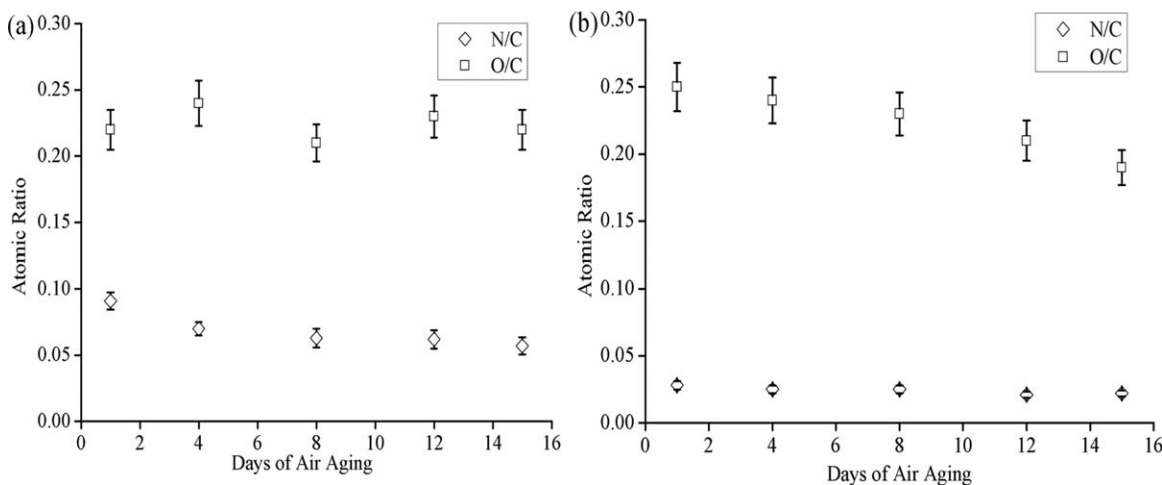 (a)
0.30
0.25
0.20
0.15
0.10
0.05
0.00
Atomic Ratio
N/C
O/C
0 2 4 6 8 10 12 14 16
Days of Air Aging
(b)
0.30
0.25
0.20
0.15
0.10
0.05
0.00
Atomic Ratio
N/C
O/C
0 2 4 6 8 10 12 14 16
Days of Air Aging